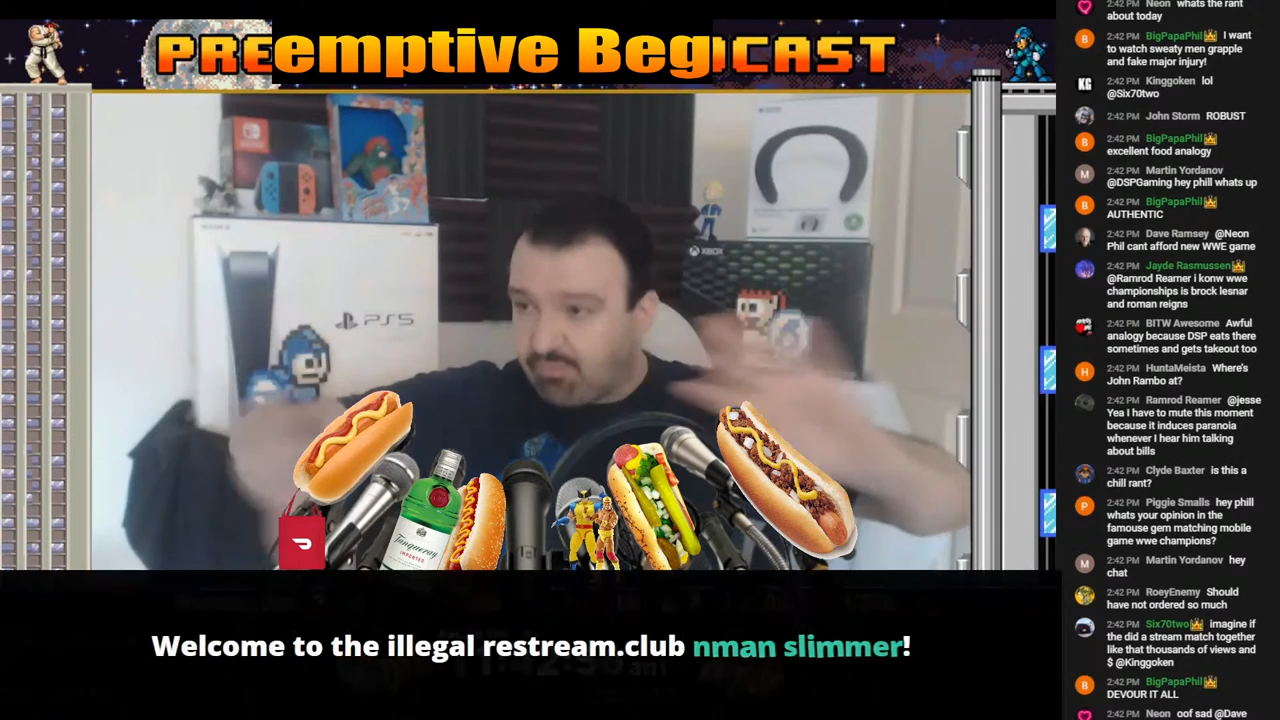 PREemptive BegICAST
PS5
XBOX
Tanqueray
IMPORTED
Welcome to the illegal restream.club nman slimmer!
2:42 PM Neon whats the rant
about today
2:42 PM BigPapaPhil I want
to watch sweaty men grapple
and fake major injury!
2:42 PM Kinggoken lol
@Six70two
2:42 PM John Storm ROBUST
2:42 PM BigPapaPhil
excellent food analogy
2:42 PM Martin Yordanov
@DSPGaming hey phill whats up
2:42 PM BigPapaPhil
AUTHENTIC
2:42 PM Dave Ramsey @Neon
Phil cant afford new WWE game
2:42 PM Jayde Rasmussen
@Ramrod Reamer i konw wwe
championships is brock lesnar
and roman reigns
2:42 PM BITW Awesome Awful
analogy because DSP eats there
sometimes and gets takeout too
2:42 PM HuntaMeista Where's
John Rambo at?
2:42 PM Ramrod Reamer @jesse
Yea I have to mute this moment
because it induces paranoia
whenever I hear him talking
about bills
2:42 PM Clyde Baxter is this a
chill rant?
2:42 PM Piggie Smalls hey phill
whats your opinion in the
famouse gem matching mobile
game wwe champions?
2:42 PM Martin Yordanov hey
chat
2:42 PM RoeyEnemy Should
have not ordered so much
2:42 PM Six70two imagine if
the did a stream match together
like that thousands of views and
$ @Kinggoken
2:42 PM BigPapaPhil
DEVOUR IT ALL
2:42 PM Neon oof sad @Dave